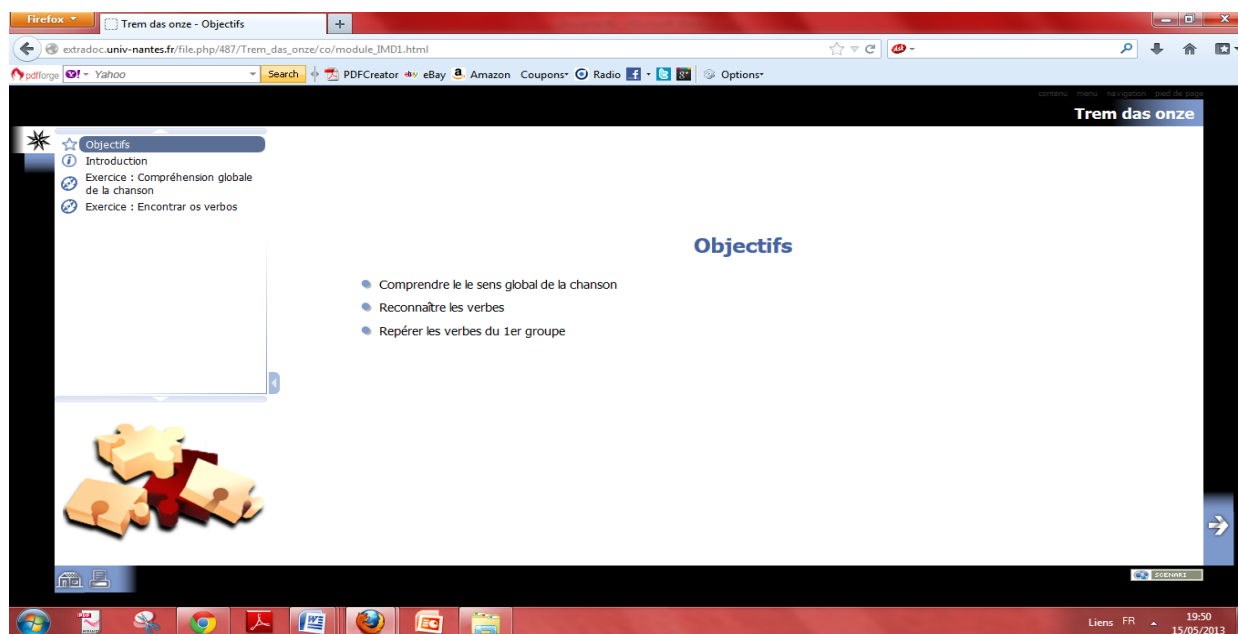 Firefox
Trem das onze - Objectifs
+
extradoc.univ-nantes.fr/file.php/487/Trem_das_onze/co/module_IMD1.html
pdfforge Yahoo Search PDFCreator eBay Amazon Coupons Radio Options
contenu menu navigation pied de page
Trem das onze
Objectifs
Introduction
Exercice : Compréhension globale
de la chanson
Exercice : Encontrar os verbos
Objectifs
Comprendre le le sens global de la chanson
Reconnaître les verbes
Repérer les verbes du 1er groupe
SCENARI
Liens FR 19:50
15/05/2013